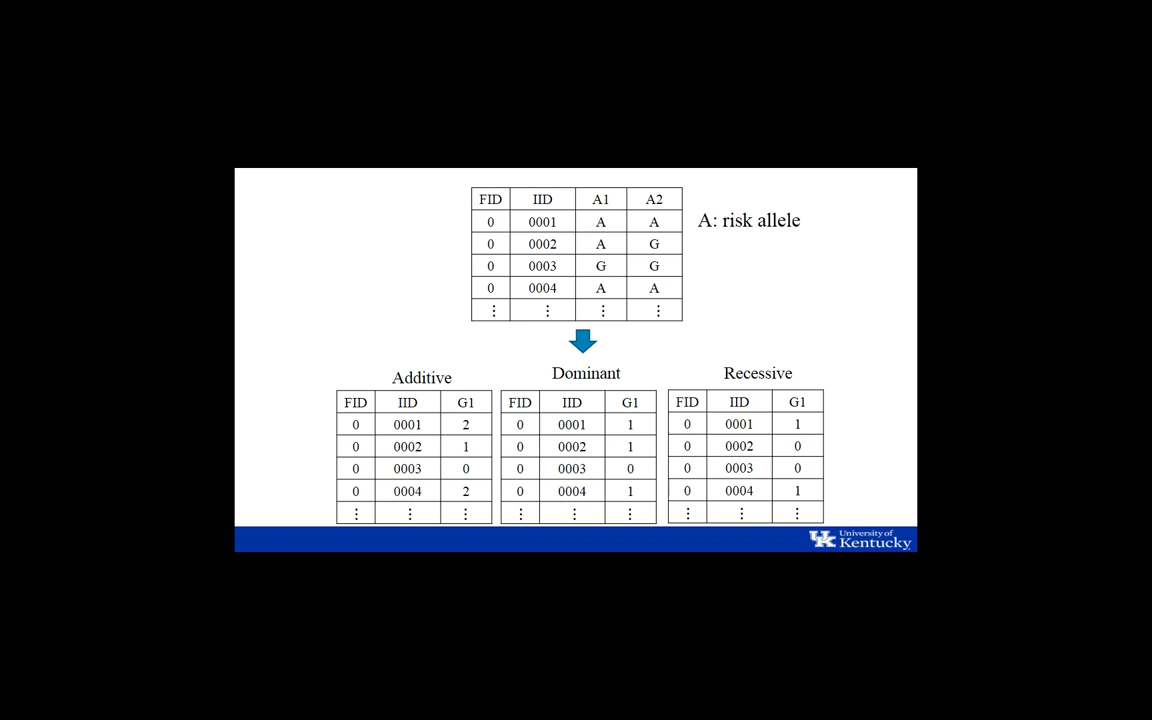 FID IID A1 A2
0 0001 A A
A: risk allele
0 0002 A G
0 0003 G G
0 0004 A A
⋮ ⋮ ⋮ ⋮
Additive
FID IID G1
0 0001 2
0 0002 1
0 0003 0
0 0004 2
⋮ ⋮ ⋮
Dominant
FID IID G1
0 0001 1
0 0002 1
0 0003 0
0 0004 1
⋮ ⋮ ⋮
Recessive
FID IID G1
0 0001 1
0 0002 0
0 0003 0
0 0004 1
⋮ ⋮ ⋮
UK University of
Kentucky